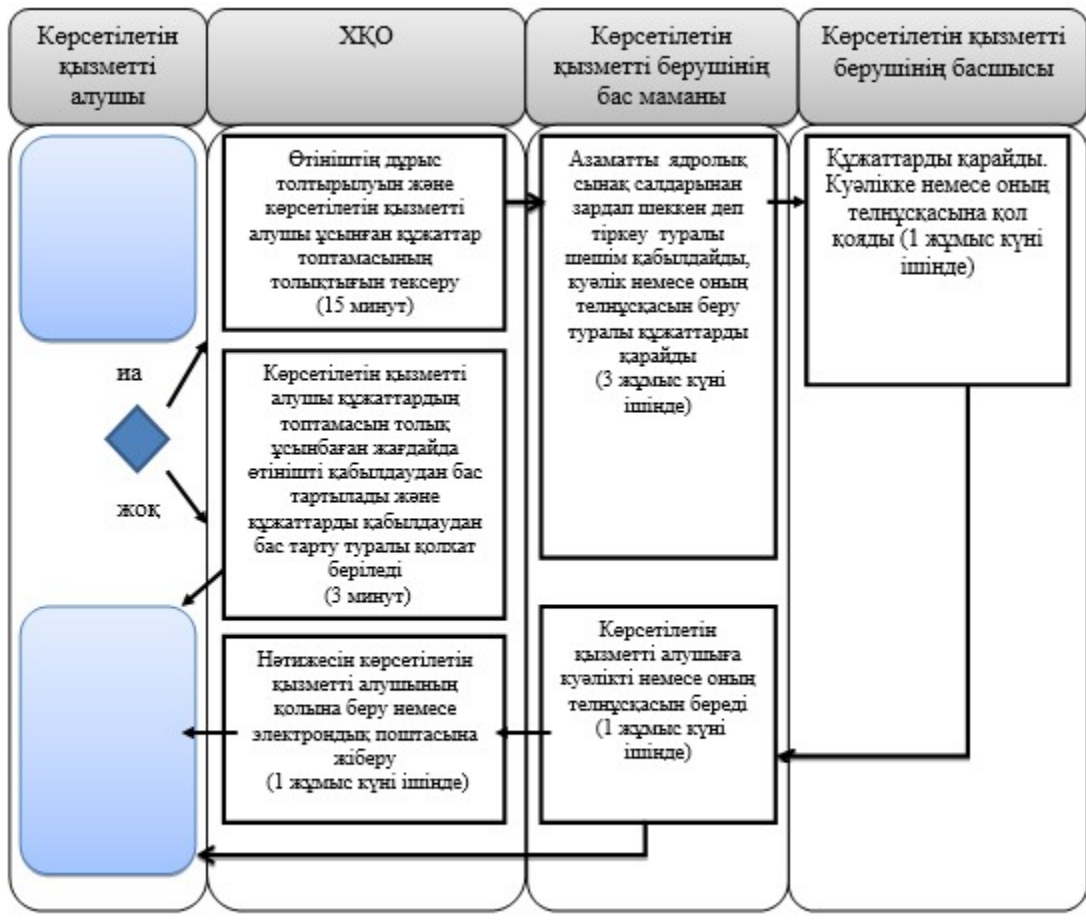 Көрсетілетін
қызметті
алушы
ХҚО
Көрсетілетін
қызметті берушінің
бас маманы
Көрсетілетін қызметті
берушінің басшысы
Өтініштің дұрыс
толтырылуын және
көрсетілетін қызметті
алушы ұсынған құжаттар
топтамасының
толықтығын тексеру
(15 минут)
Азаматты ядролық
сынақ салдарынан
зардап шеккен деп
тіркеу туралы
шешім қабылдайды,
куәлік немесе оның
телнұсқасын беру
туралы құжаттарды
қарайды
(3 жұмыс күні
ішінде)
Құжаттарды қарайды.
Куәлікке немесе оның
телнұсқасына қол
қояды (1 жұмыс күні
ішінде)
иа
жоқ
Көрсетілетін қызметті
алушы құжаттардың
топтамасын толық
ұсынбаған жағдайда
өтінішті қабылдаудан бас
тартылады және
құжаттарды қабылдаудан
бас тарту туралы қолхат
беріледі
(3 минут)
Нәтижесін көрсетілетін
қызметті алушының
қолына беру немесе
электрондық поштасына
жіберу
(1 жұмыс күні ішінде)
Көрсетілетін
қызметті алушыға
куәлікті немесе оның
телнұсқасын береді
(1 жұмыс күні
ішінде)